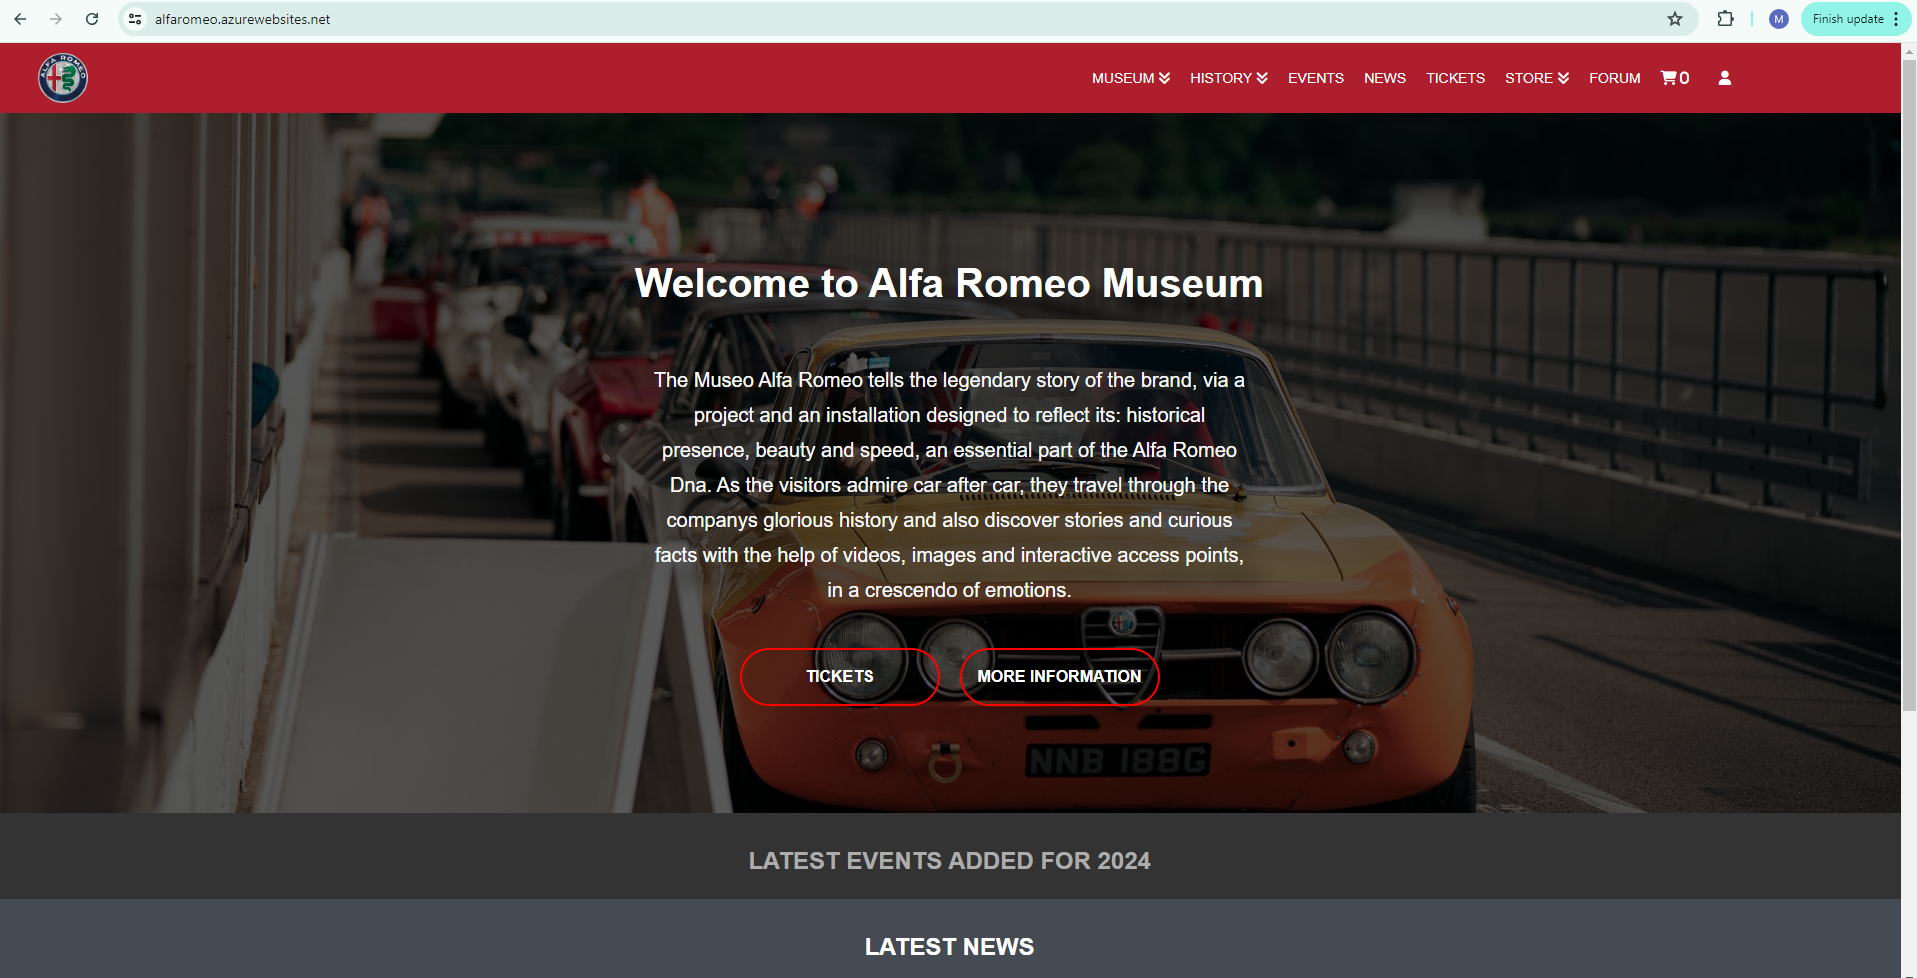 alfaromeo.azurewebsites.net
M
Finish update
ALFA ROMEO
MUSEUM HISTORY EVENTS NEWS TICKETS STORE FORUM 0
Welcome to Alfa Romeo Museum
The Museo Alfa Romeo tells the legendary story of the brand, via a
project and an installation designed to reflect its: historical
presence, beauty and speed, an essential part of the Alfa Romeo
Dna. As the visitors admire car after car, they travel through the
companys glorious history and also discover stories and curious
facts with the help of videos, images and interactive access points,
in a crescendo of emotions.
TICKETS MORE INFORMATION
NNB 188G
LATEST EVENTS ADDED FOR 2024
LATEST NEWS